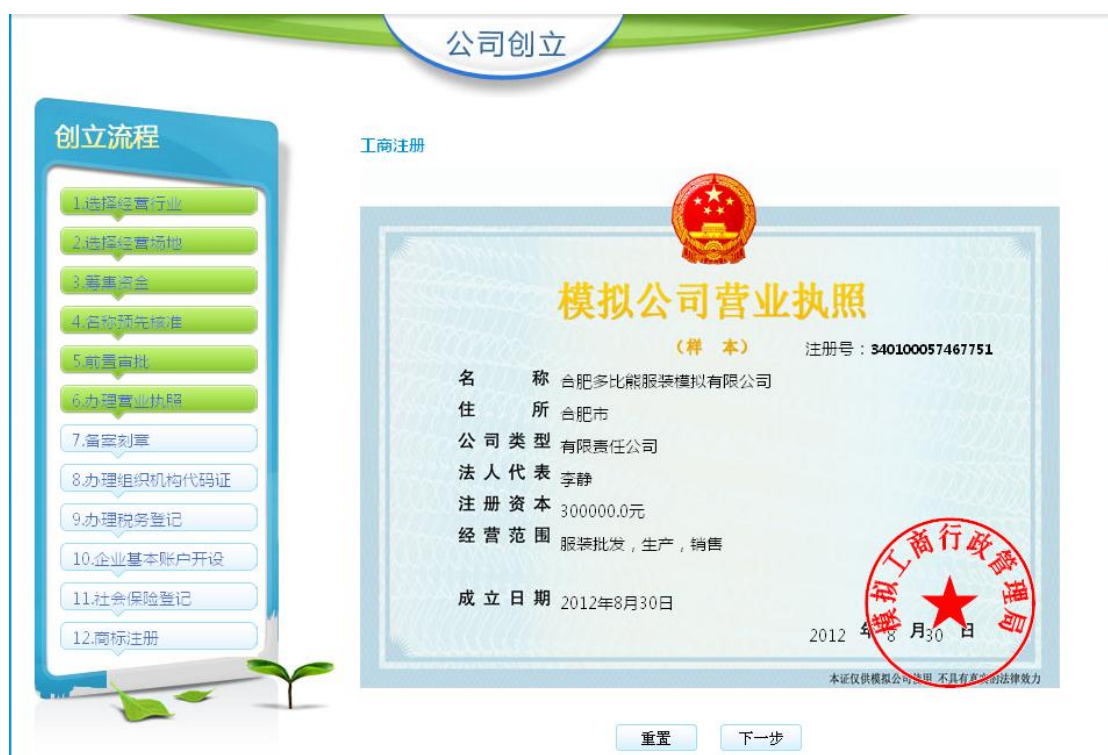 公司创立
创立流程
1.选择经营行业
2.选择经营场地
3.筹集资金
4.名称预先核准
5.前置审批
6.办理营业执照
7.备案刻章
8.办理组织机构代码证
9.办理税务登记
10.企业基本账户开设
11.社会保险登记
12.商标注册
工商注册
模拟公司营业执照
（样 本）
注册号：340100057467751
名 称 合肥多比熊服装模拟有限公司
住 所 合肥市
公司类型 有限责任公司
法人代表 李静
注册资本 300000.0元
经营范围 服装批发，生产，销售
成立日期 2012年8月30日
模拟工商行政管理局
2012 年 8 月30 日
本证仅供模拟公司使用 不具有真实的法律效力
重置
下一步